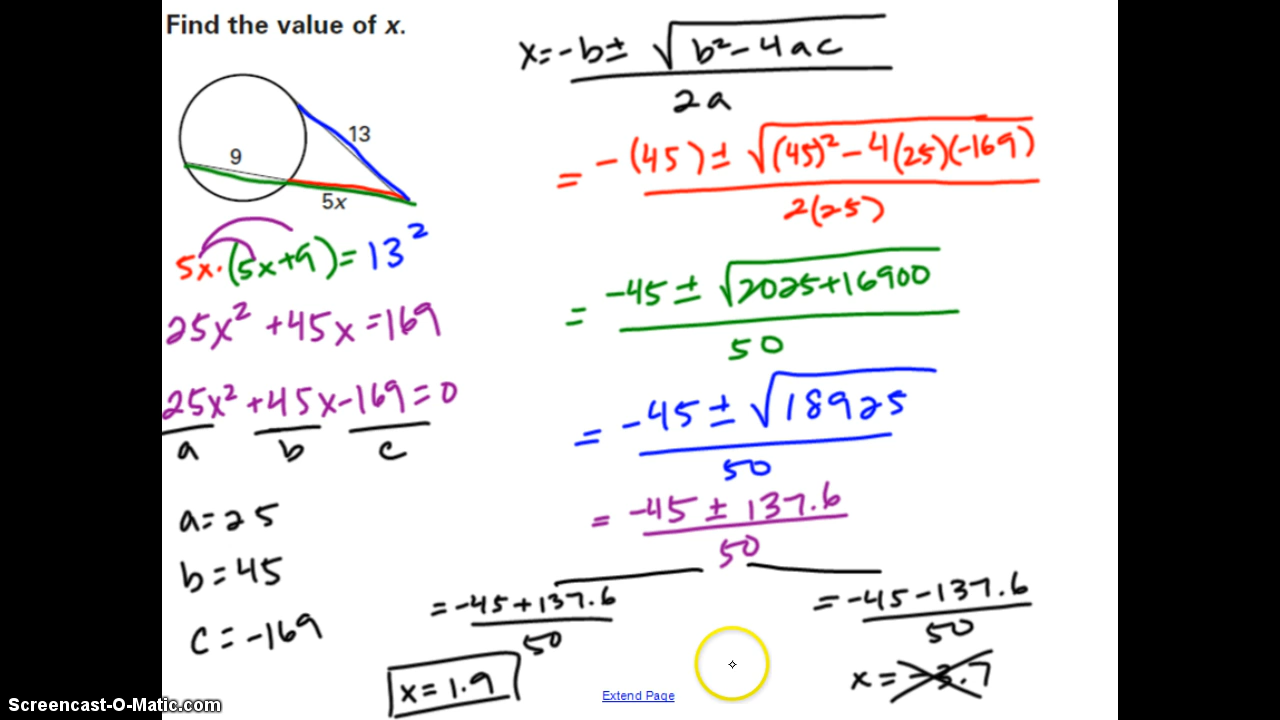 Find the value of x.
13
9
5x
5x·(5x+9)=13²
25x²+45x=169
25x²+45x-169=0
a b c
a=25
b=45
c=-169
x=-b±√b²-4ac
2a
=-(45)±√(45)²-4(25)(-169)
2(25)
=-45±√2025+16900
50
=-45±√18925
50
=-45±137.6
50
=-45+137.6
50
x=1.9
=-45-137.6
50
x=-3.7
Extend Page
Screencast-O-Matic.com